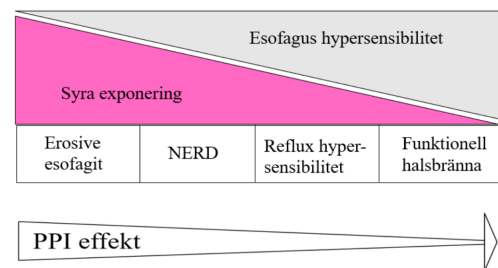 Esofagus hypersensibilitet
Syra exponering
Erosive
esofagit
NERD
Reflux hyper-
sensibilitet
Funktionell
halsbränna
PPI effekt